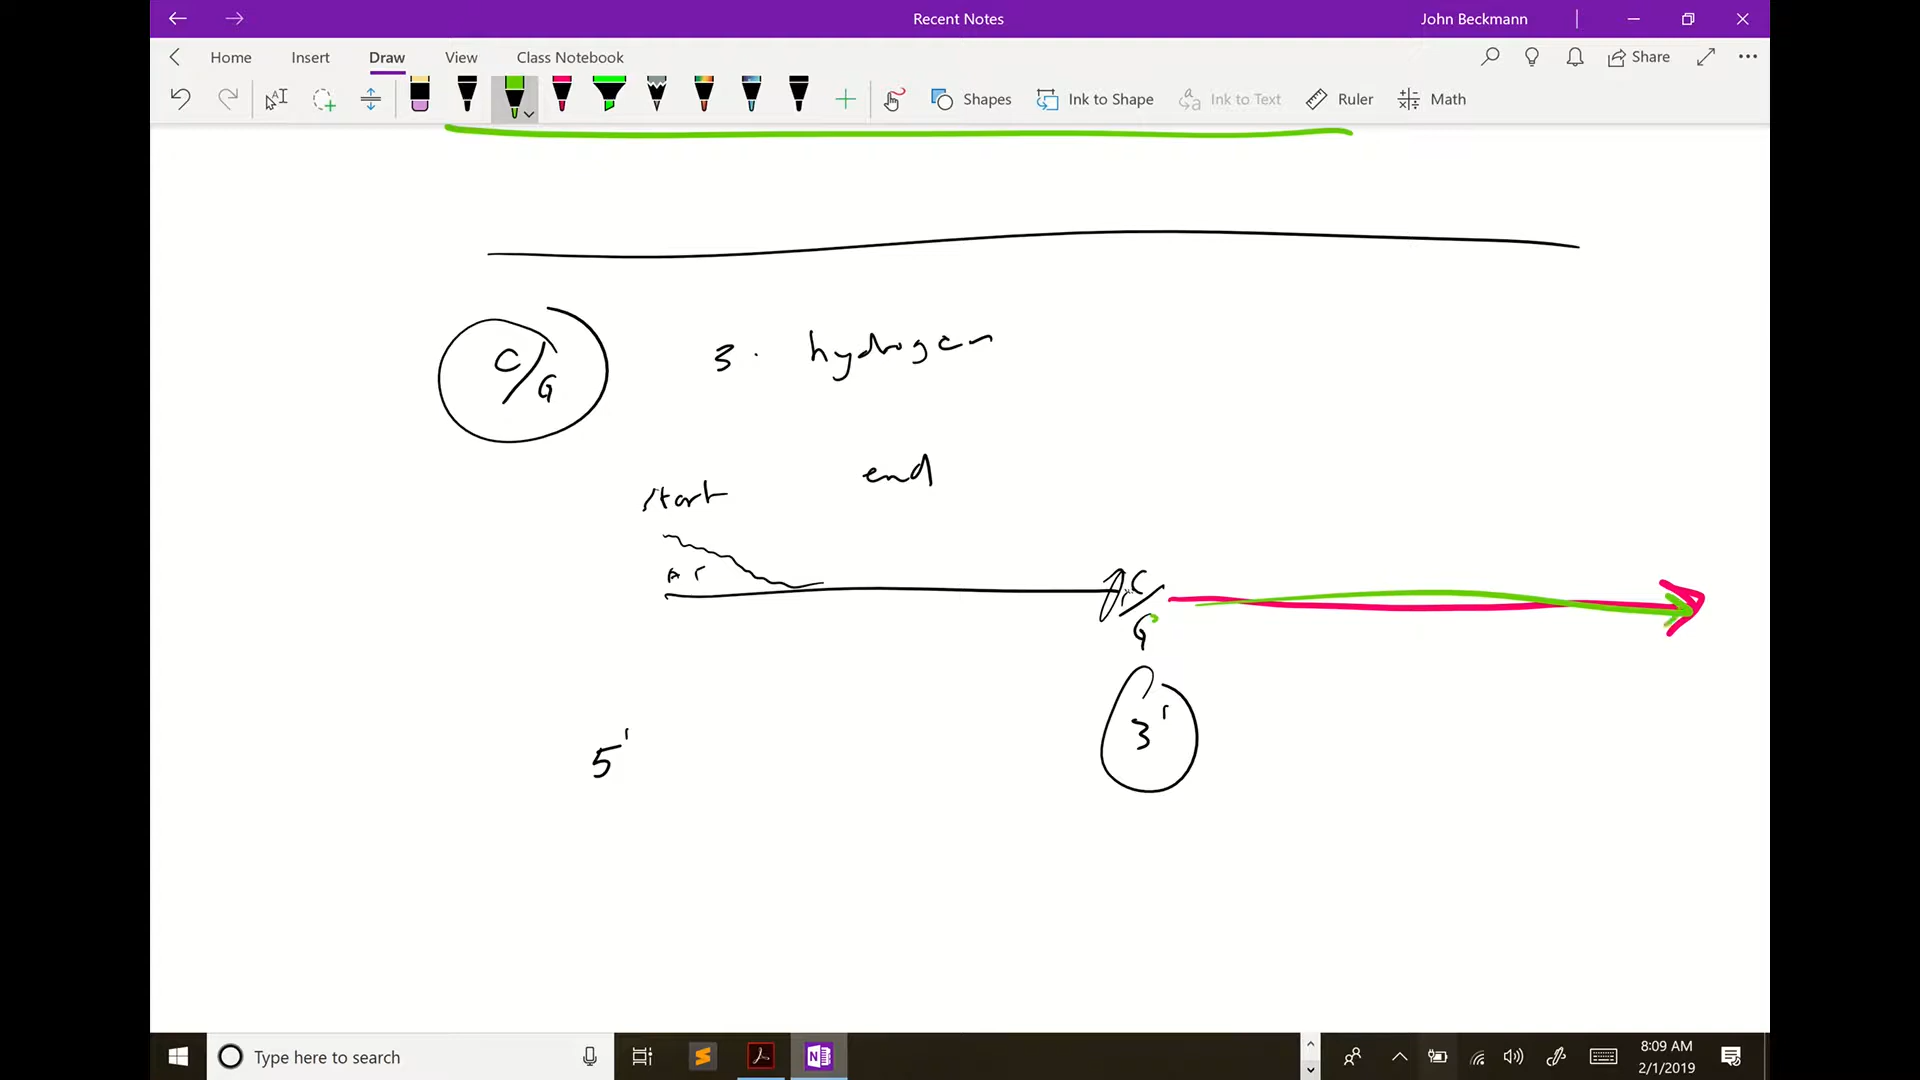 Recent Notes
John Beckmann
Home Insert Draw View Class Notebook
Share
Shapes Ink to Shape Ink to Text Ruler Math
C/G 3 hydrogen
end
start
C/
G
3'
5'
Type here to search
8:09 AM
2/1/2019